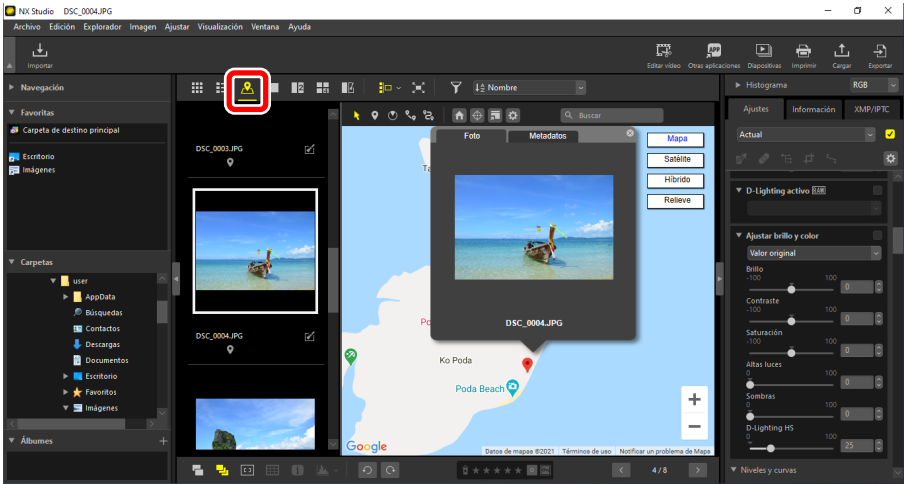 NX Studio DSC_0004.JPG
Archivo Edición Explorador Imagen Ajustar Visualización Ventana Ayuda
Importar
Editar vídeo Otras aplicaciones Diapositivas Imprimir Cargar Exportar
Navegación
Favoritas
Carpeta de destino principal
Escritorio
Imágenes
Carpetas
user
AppData
Búsquedas
Contactos
Descargas
Documentos
Escritorio
Favoritos
Imágenes
Álbumes
Nombre
DSC_0003.JPG
DSC_0004.JPG
Buscar
Foto Metadatos
DSC_0004.JPG
Mapa
Satélite
Híbrido
Relieve
Ko Poda
Poda Beach
Google
Datos de mapas ©2021 Términos de uso Notificar un problema de Maps
4 / 8
Histograma RGB
Ajustes Información XMP/IPTC
Actual
D-Lighting activo RAW
Ajustar brillo y color
Valor original
Brillo
-100 100 0
Contraste
-100 100 0
Saturación
-100 100 0
Altas luces
0 100 0
Sombras
0 100 0
D-Lighting HS
0 100 25
Niveles y curvas